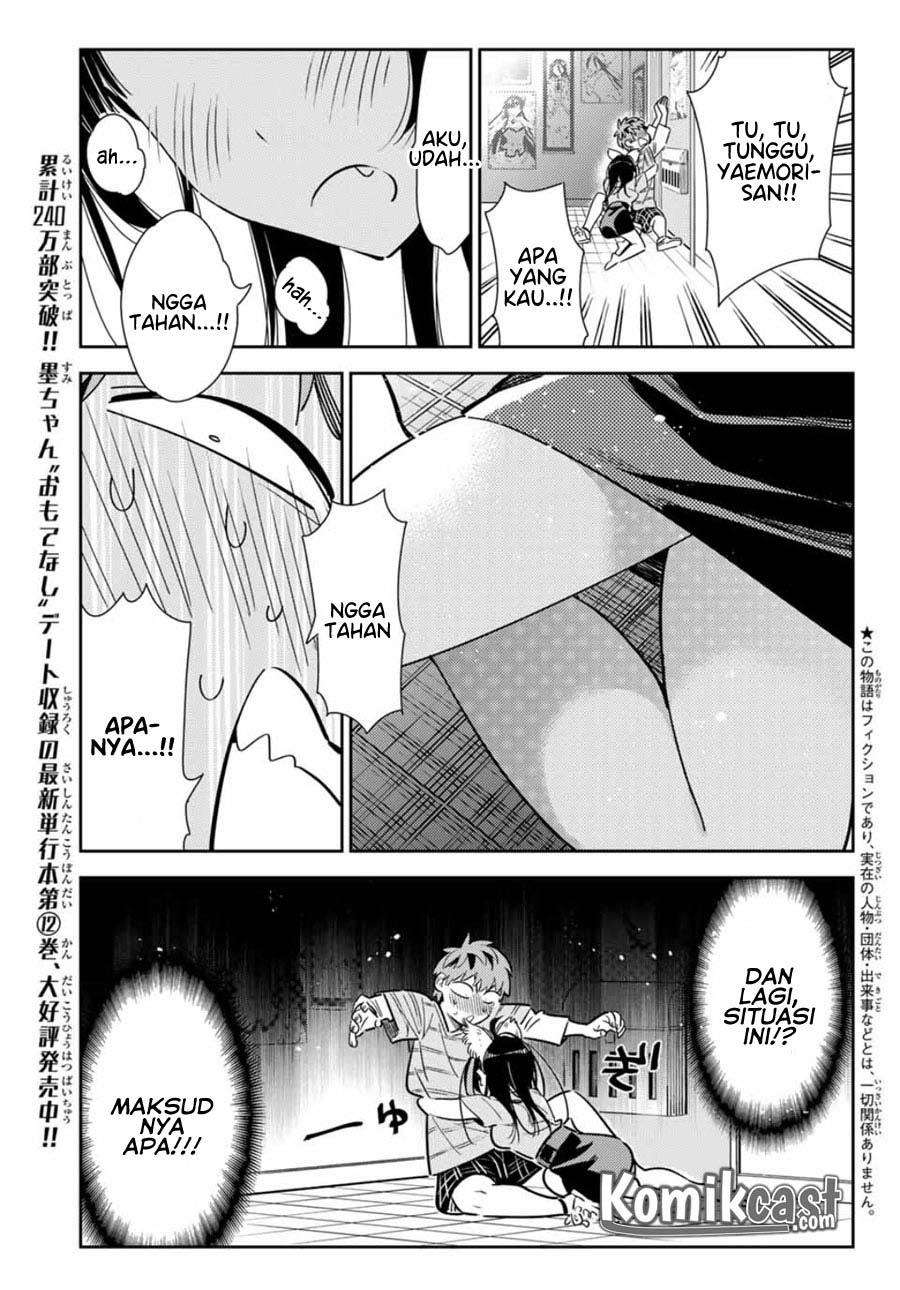 TU, TU,
TUNGGU,
YAEMORI-
SAN!!
APA
YANG
KAU..!!
AKU,
UDAH...
ah...
hah...
NGGA
TAHAN...!!
NGGA
TAHAN
APA-
NYA...!!
DAN
LAGI,
SITUASI
INI!?
MAKSUD
NYA
APA!!!
ぎゅ
Komikcast
.com
★この物語はフィクションであり、実在の人物・団体・出来事などとは、一切関係ありません。
累計240万部突破!! 墨ちゃん〝おもてなし〟デート収録の最新単行本第⑫巻、大好評発売中!!